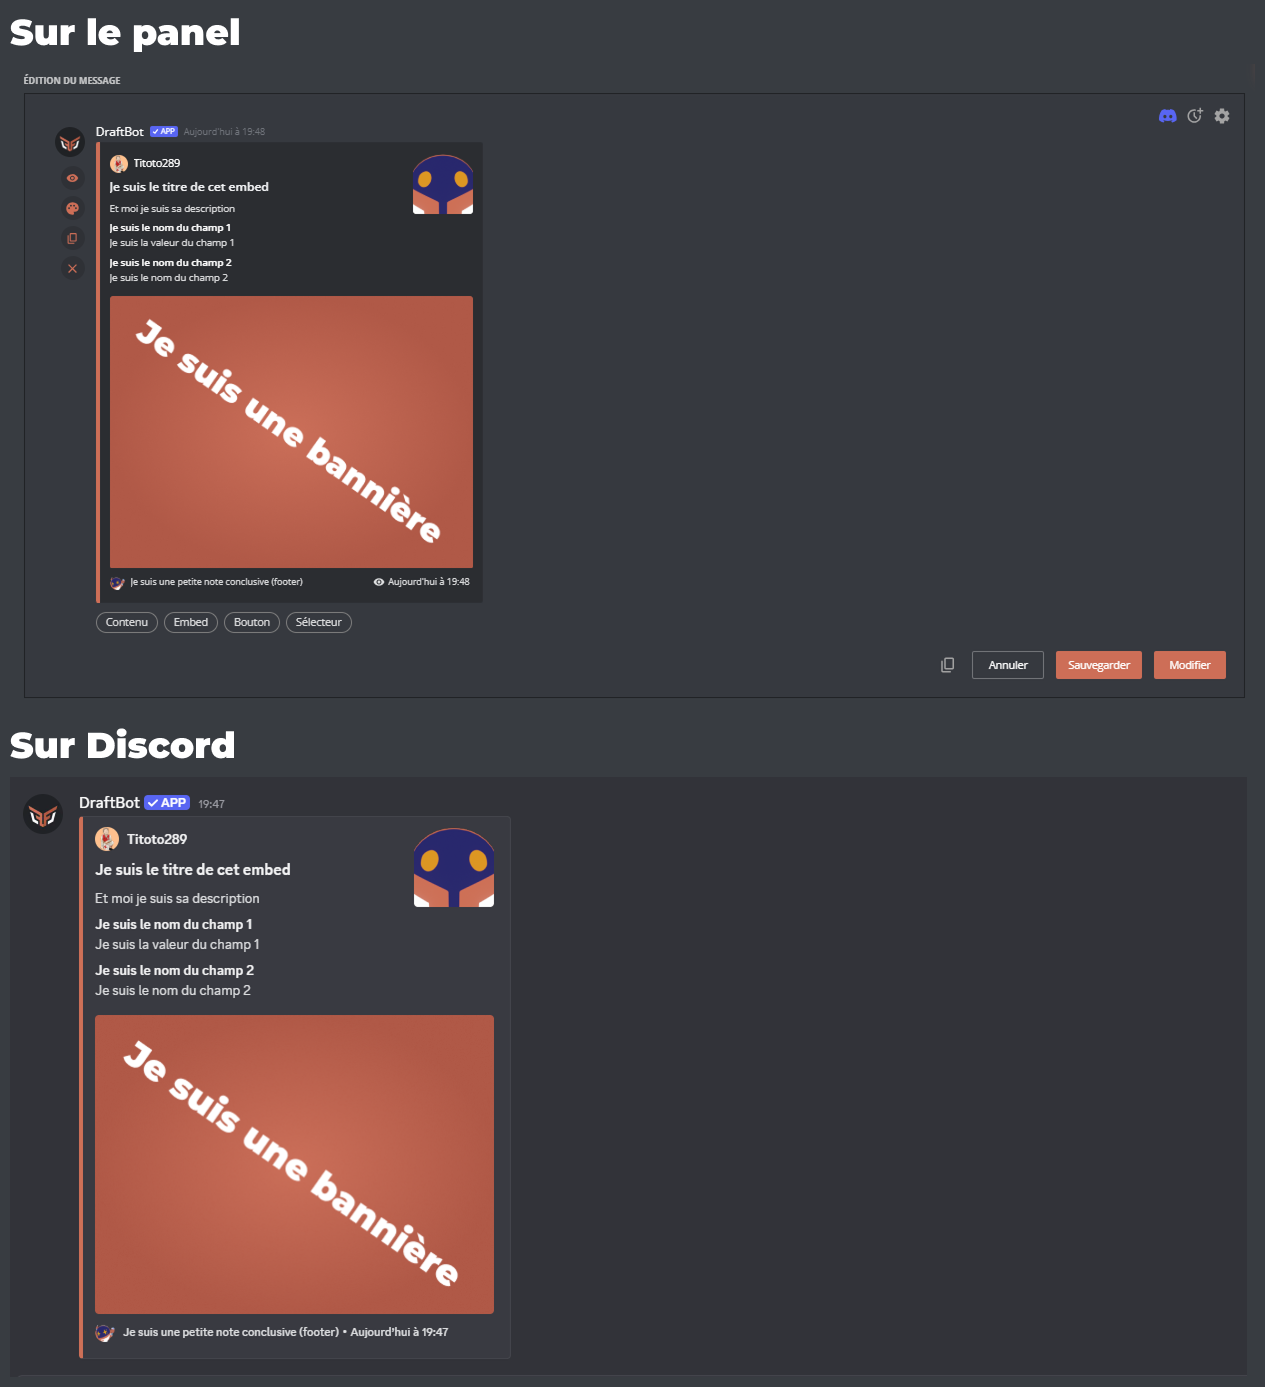 Sur le panel
ÉDITION DU MESSAGE
DraftBot APP Aujourd'hui à 19:48
Titoto289
Je suis le titre de cet embed
Et moi je suis sa description
Je suis le nom du champ 1
Je suis la valeur du champ 1
Je suis le nom du champ 2
Je suis le nom du champ 2
Je suis une bannière
Je suis une petite note conclusive (footer) Aujourd'hui à 19:48
Contenu Embed Bouton Sélecteur
Annuler Sauvegarder Modifier
Sur Discord
DraftBot APP 19:47
Titoto289
Je suis le titre de cet embed
Et moi je suis sa description
Je suis le nom du champ 1
Je suis la valeur du champ 1
Je suis le nom du champ 2
Je suis le nom du champ 2
Je suis une bannière
Je suis une petite note conclusive (footer) • Aujourd'hui à 19:47